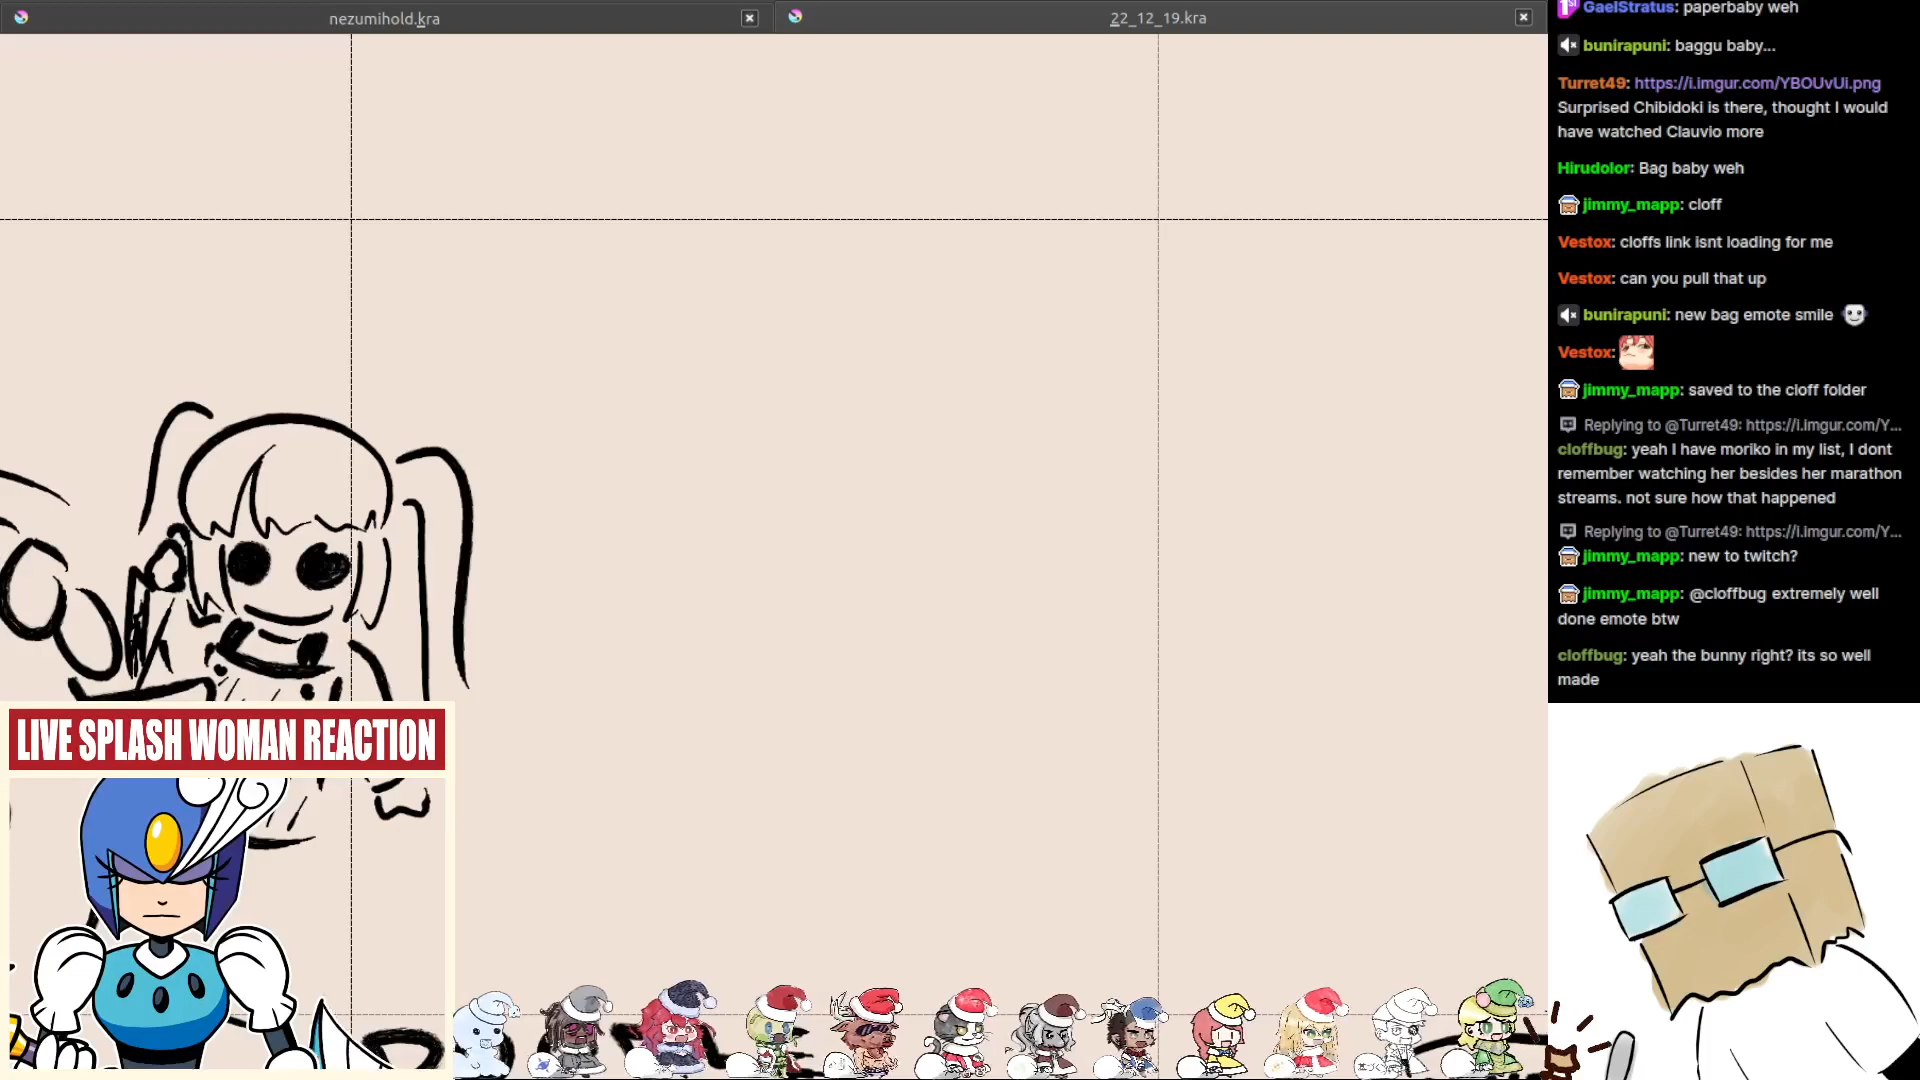 nezumihold.kra
22_12_19.kra
GaelStratus: paperbaby weh
bunirapuni: baggu baby...
Turret49: https://i.imgur.com/YBOUvUi.png
Surprised Chibidoki is there, thought I would
have watched Clauvio more
Hirudolor: Bag baby weh
jimmy_mapp: cloff
Vestox: cloffs link isnt loading for me
Vestox: can you pull that up
bunirapuni: new bag emote smile
Vestox:
jimmy_mapp: saved to the cloff folder
Replying to @Turret49: https://i.imgur.com/Y...
cloffbug: yeah I have moriko in my list, I dont
remember watching her besides her marathon
streams. not sure how that happened
Replying to @Turret49: https://i.imgur.com/Y...
jimmy_mapp: new to twitch?
jimmy_mapp: @cloffbug extremely well
done emote btw
cloffbug: yeah the bunny right? its so well
made
LIVE SPLASH WOMAN REACTION